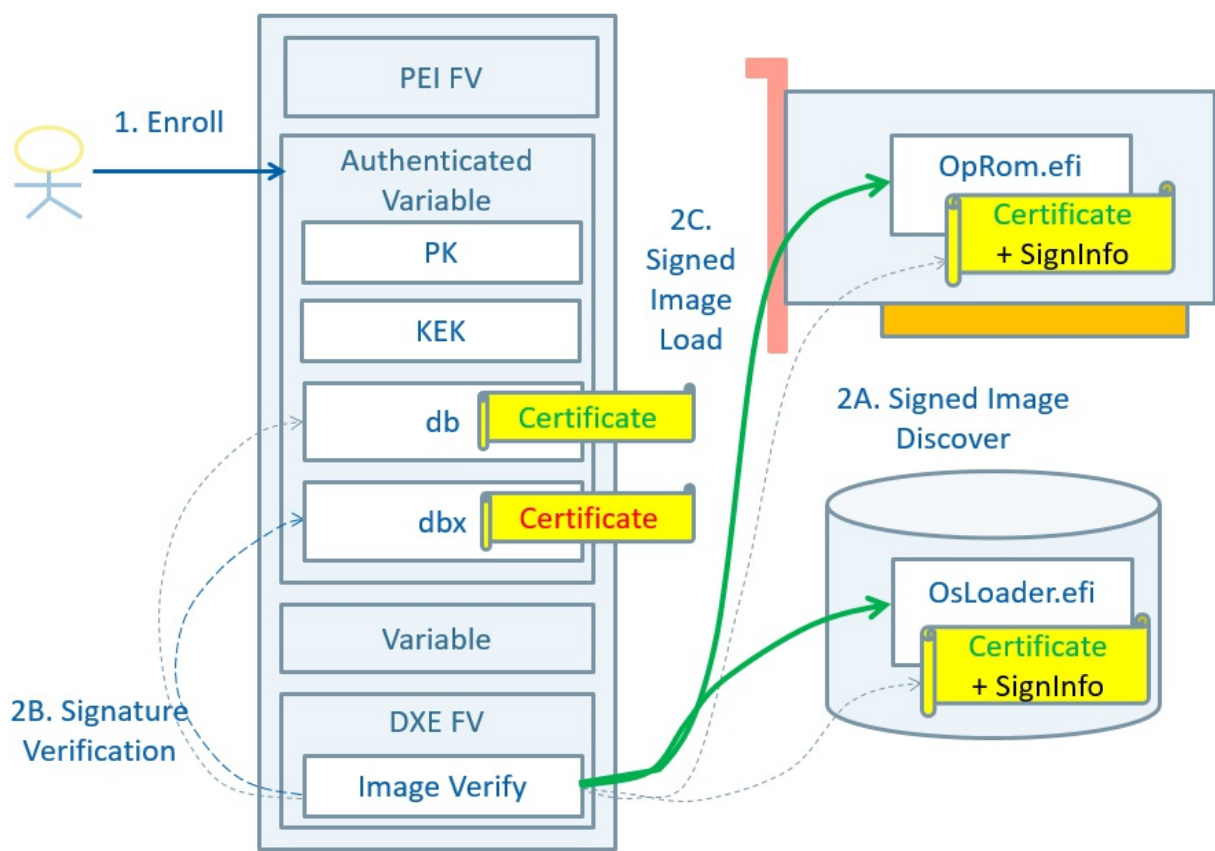 PEI FV
1. Enroll
Authenticated
Variable
PK
KEK
db
Certificate
dbx
Certificate
Variable
DXE FV
Image Verify
2B. Signature
Verification
2C.
Signed
Image
Load
OpRom.efi
Certificate
+ SignInfo
2A. Signed Image
Discover
OsLoader.efi
Certificate
+ SignInfo